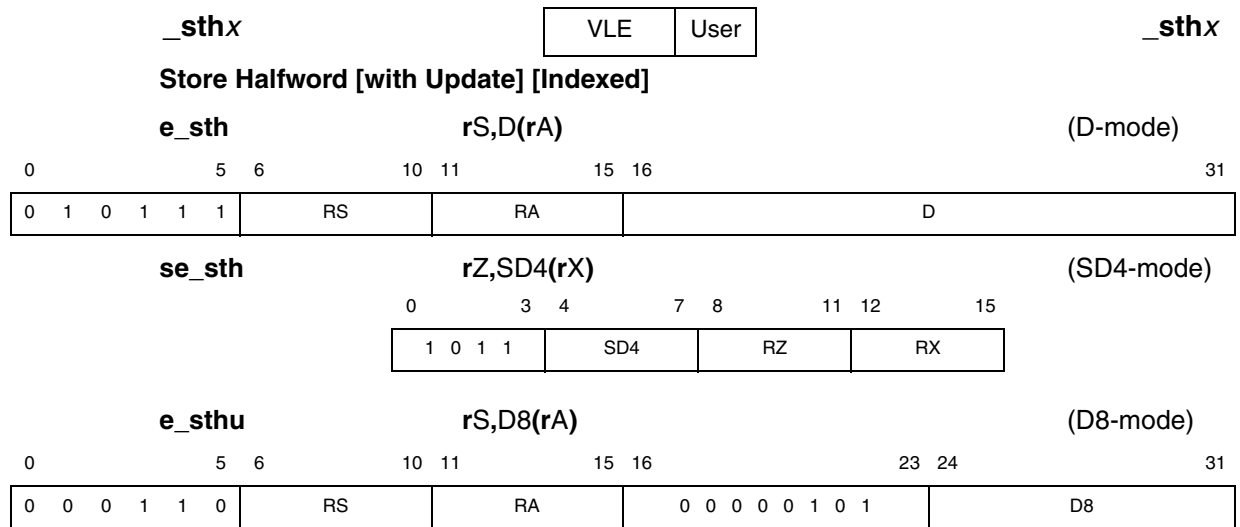 _sthx VLE User _sthx
Store Halfword [with Update] [Indexed]
e_sth rS,D(rA) (D-mode)
0 5 6 10 11 15 16 31
0 1 0 1 1 1 RS RA D
se_sth rZ,SD4(rX) (SD4-mode)
0 3 4 7 8 11 12 15
1 0 1 1 SD4 RZ RX
e_sthu rS,D8(rA) (D8-mode)
0 5 6 10 11 15 16 23 24 31
0 0 0 1 1 0 RS RA 0 0 0 0 0 1 0 1 D8